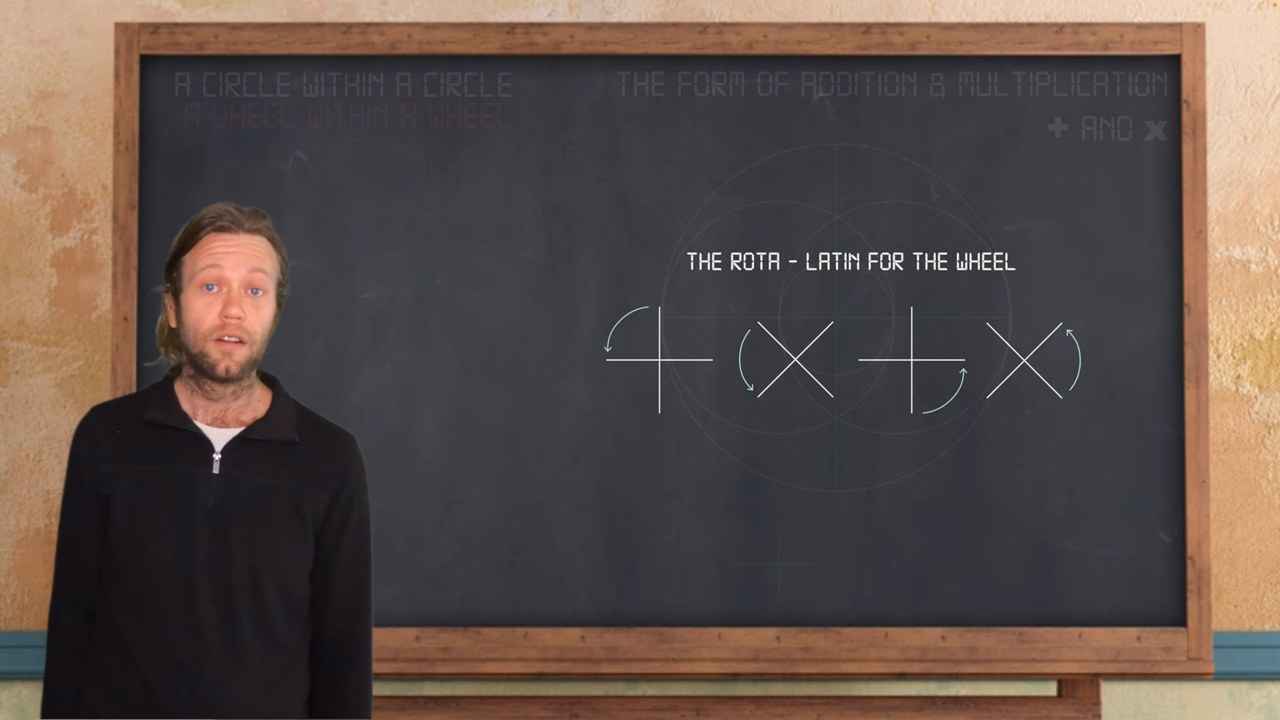 A CIRCLE WITHIN A CIRCLE
A WHEEL WITHIN A WHEEL
THE FORM OF ADDITION & MULTIPLICATION
+ AND x
THE ROTA - LATIN FOR THE WHEEL